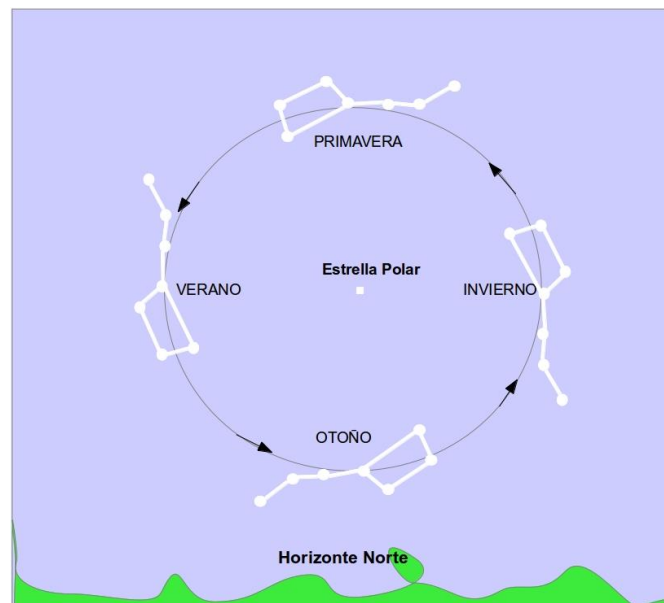 PRIMAVERA
Estrella Polar
VERANO
INVIERNO
OTOÑO
Horizonte Norte